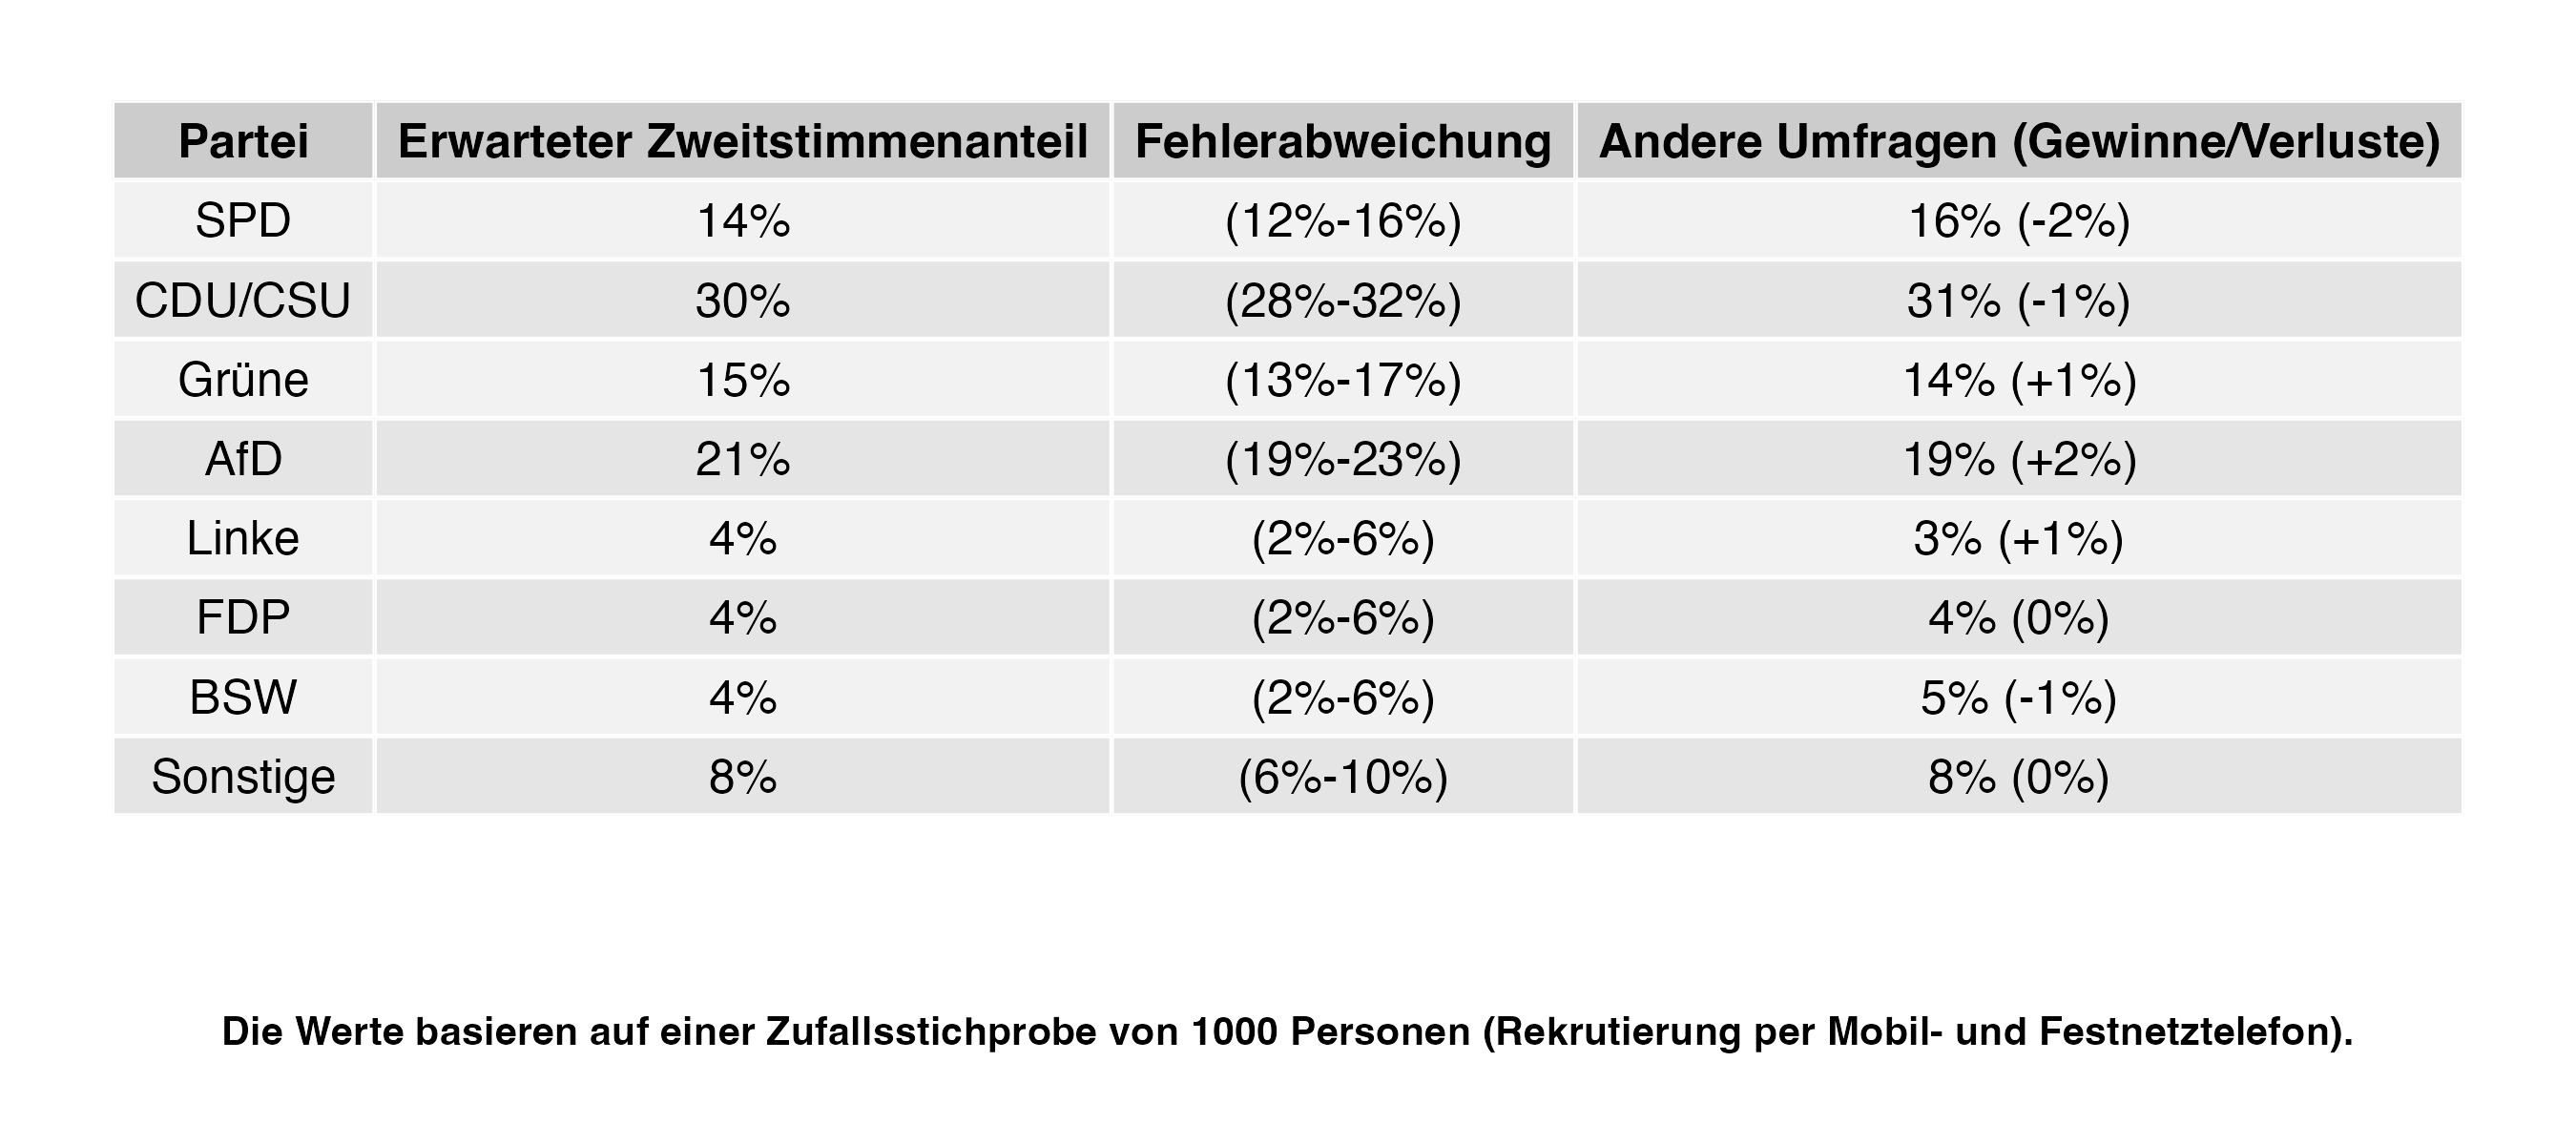 Partei Erwarteter Zweitstimmenanteil Fehlerabweichung Andere Umfragen (Gewinne/Verluste)
SPD 14% (12%-16%) 16% (-2%)
CDU/CSU 30% (28%-32%) 31% (-1%)
Grüne 15% (13%-17%) 14% (+1%)
AfD 21% (19%-23%) 19% (+2%)
Linke 4% (2%-6%) 3% (+1%)
FDP 4% (2%-6%) 4% (0%)
BSW 4% (2%-6%) 5% (-1%)
Sonstige 8% (6%-10%) 8% (0%)
Die Werte basieren auf einer Zufallsstichprobe von 1000 Personen (Rekrutierung per Mobil- und Festnetztelefon).